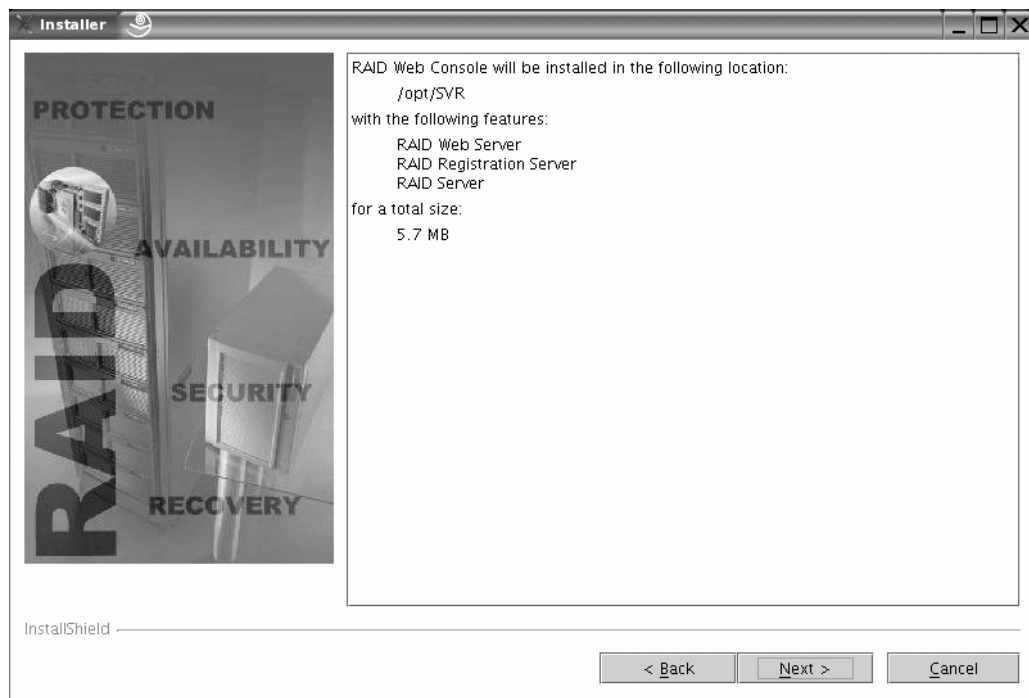 Installer
PROTECTION
AVAILABILITY
SECURITY
RECOVERY
RAID
RAID Web Console will be installed in the following location:
/opt/SVR
with the following features:
RAID Web Server
RAID Registration Server
RAID Server
for a total size:
5.7 MB
InstallShield
< Back
Next >
Cancel